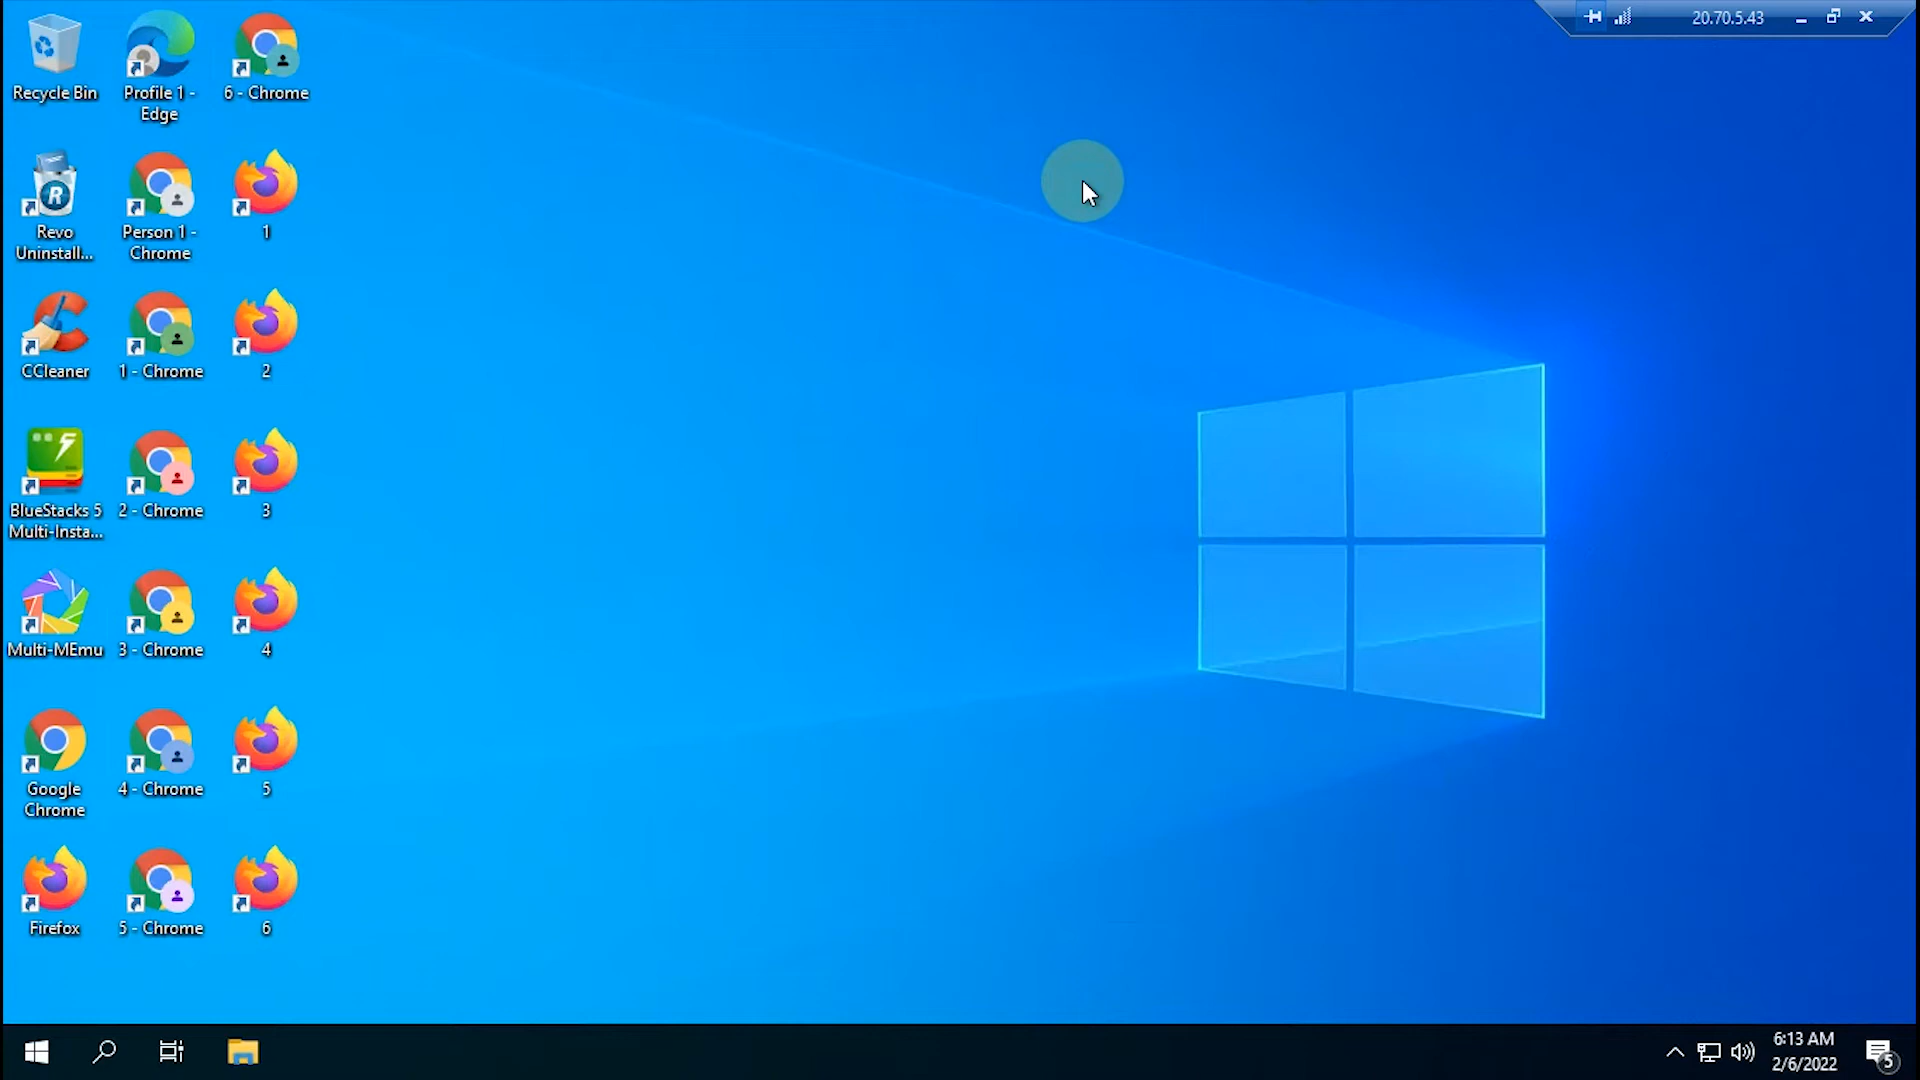 20.70.5.43
Recycle Bin
Profile 1 -
Edge
6 - Chrome
Revo
Uninstall...
Person 1 -
Chrome
1
CCleaner
1 - Chrome
2
BlueStacks 5
Multi-Insta...
2 - Chrome
3
Multi-MEmu
3 - Chrome
4
Google
Chrome
4 - Chrome
5
Firefox
5 - Chrome
6
6:13 AM
2/6/2022
5